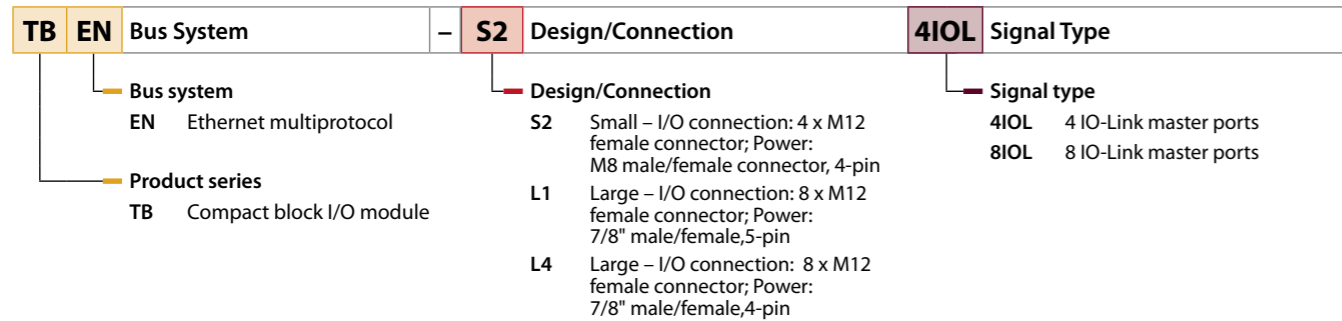 TB EN Bus System – S2 Design/Connection 4IOL Signal Type
Bus system
EN Ethernet multiprotocol
Product series
TB Compact block I/O module
Design/Connection
S2 Small – I/O connection: 4 x M12
female connector; Power:
M8 male/female connector, 4-pin
L1 Large – I/O connection: 8 x M12
female connector; Power:
7/8" male/female,5-pin
L4 Large – I/O connection: 8 x M12
female connector; Power:
7/8" male/female,4-pin
Signal type
4IOL 4 IO-Link master ports
8IOL 8 IO-Link master ports